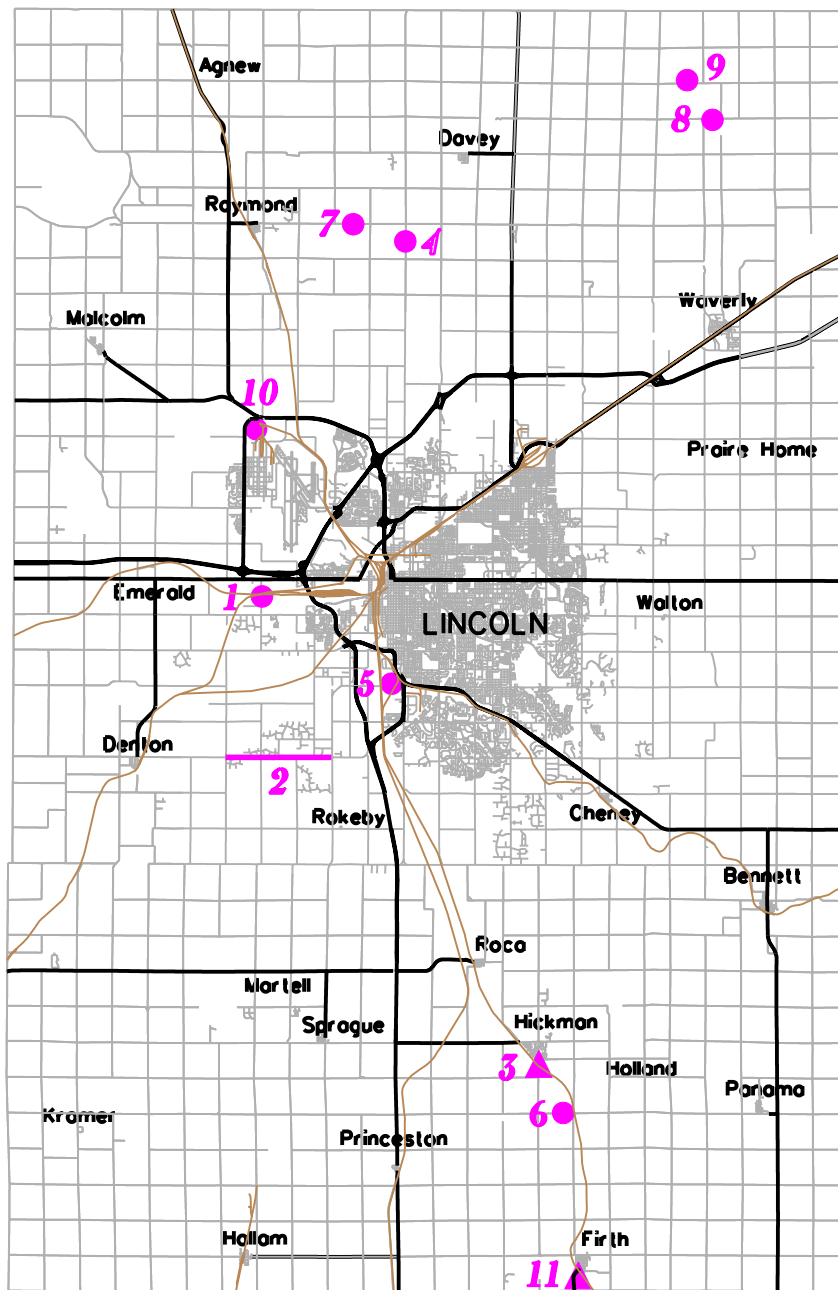 Agnew
9
8
Davey
Raymond
7
4
Waverly
Malcolm
10
Praire Home
Emerald
1
Walton
LINCOLN
5
Denton
2
Rokeby
Cheney
Bennett
Roca
Martell
Sprague
Hickman
3
Holland
Panama
6
Kramer
Princeston
Hallam
Firth
11